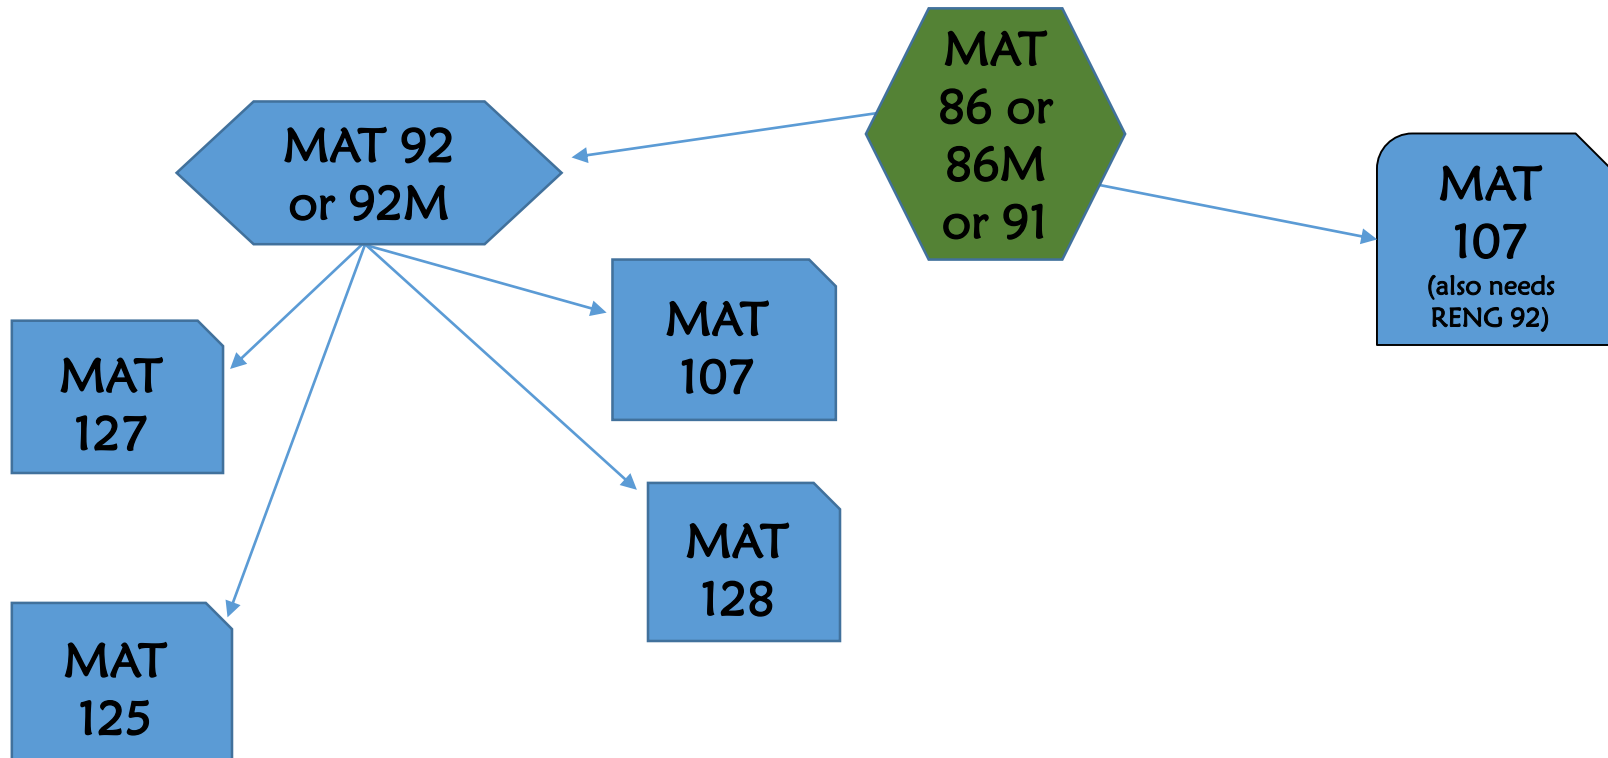 MAT
86 or
86M
or 91
MAT 92
or 92M
MAT
107
(also needs
RENG 92)
MAT
107
MAT
127
MAT
128
MAT
125